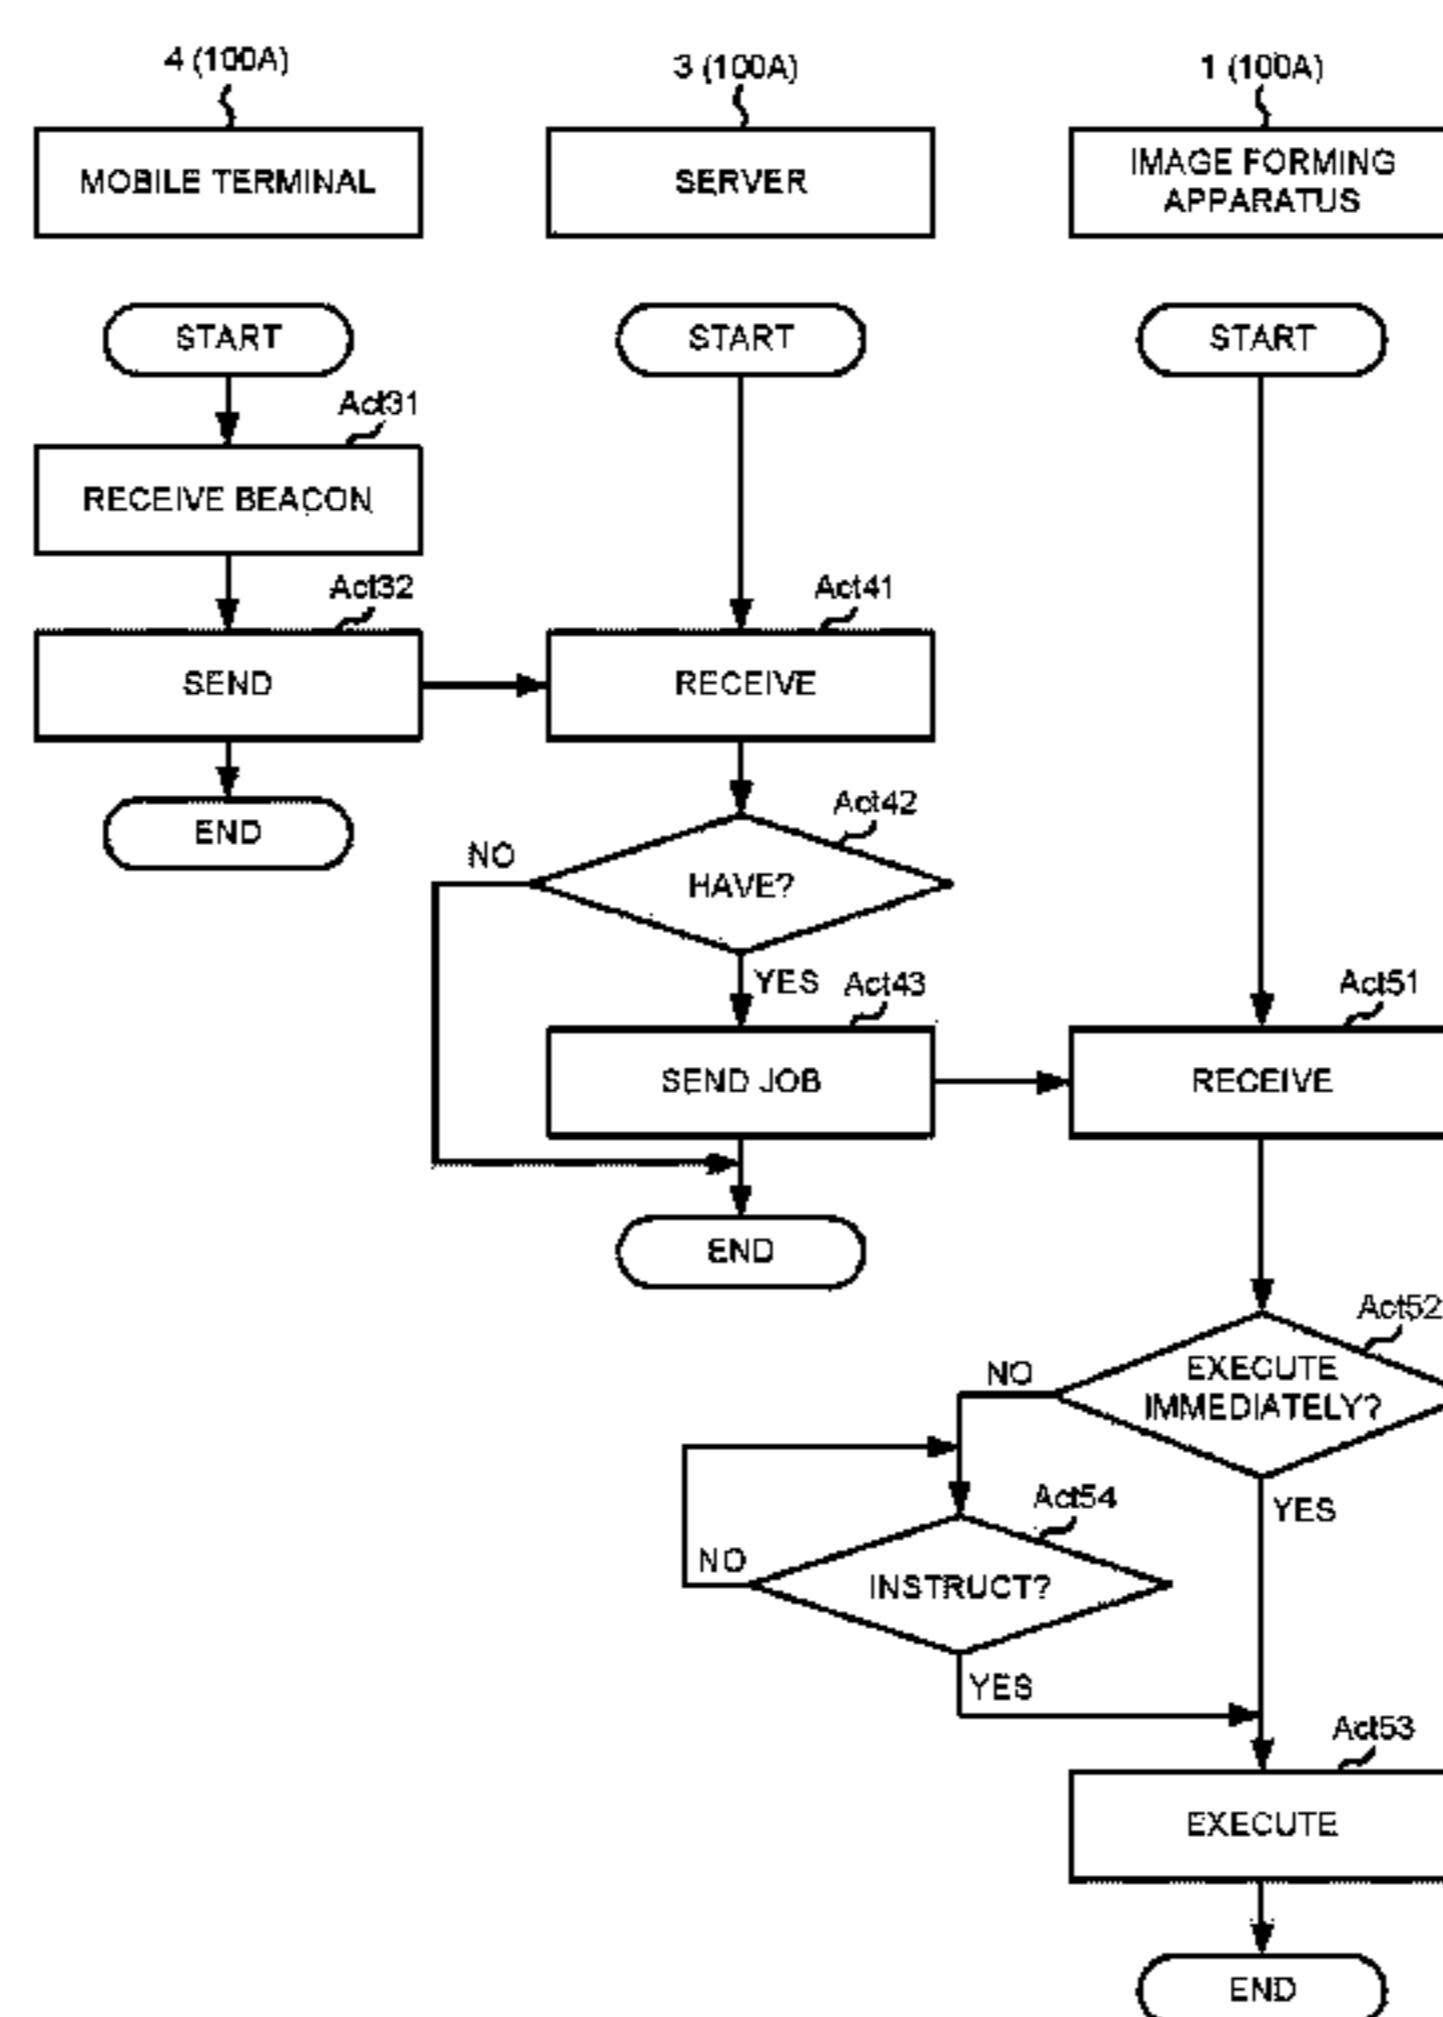 4 (100A)
3 (100A)
1 (100A)
MOBILE TERMINAL
SERVER
IMAGE FORMING
APPARATUS
START
START
START
Act31
RECEIVE BEACON
Act32
Act41
SEND
RECEIVE
END
Act42
NO
HAVE?
YES
Act43
Act51
SEND JOB
RECEIVE
END
Act52
NO
EXECUTE
IMMEDIATELY?
Act54
YES
NO
INSTRUCT?
YES
Act53
EXECUTE
END